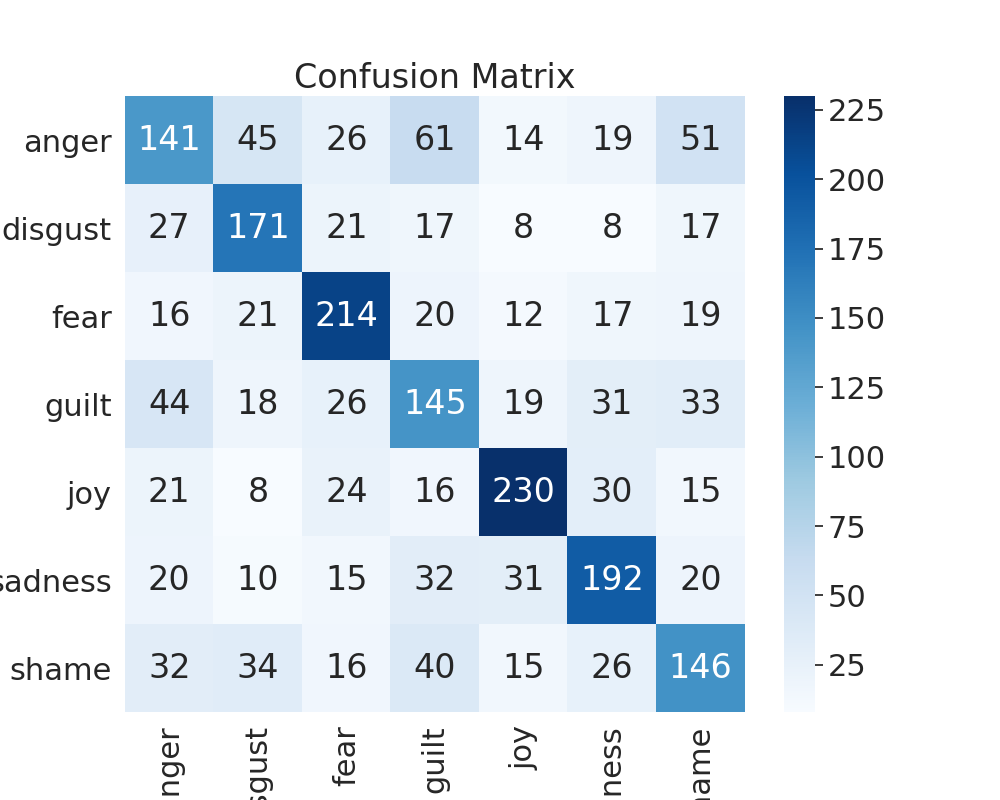 Confusion Matrix
anger 141 45 26 61 14 19 51
disgust 27 171 21 17 8 8 17
fear 16 21 214 20 12 17 19
guilt 44 18 26 145 19 31 33
joy 21 8 24 16 230 30 15
sadness 20 10 15 32 31 192 20
shame 32 34 16 40 15 26 146
nger sgust fear guilt joy ness name
225
200
175
150
125
100
75
50
25